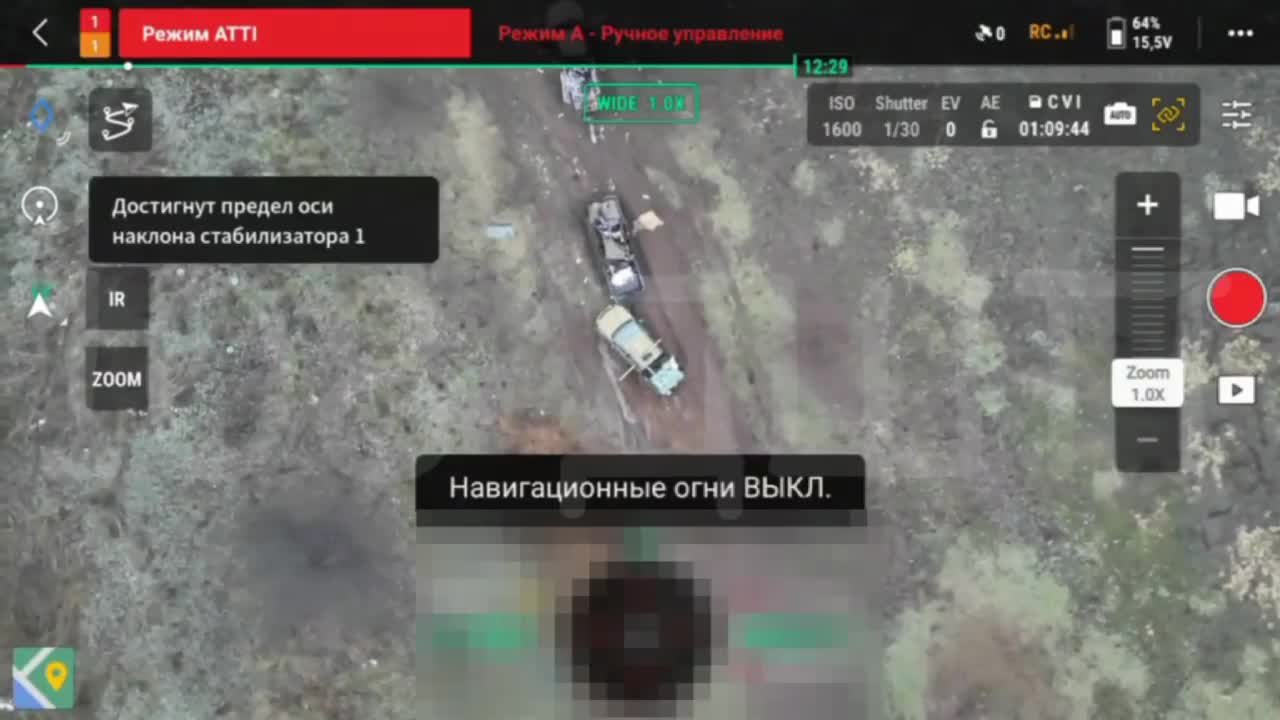 1
1
Режим ATTI
Режим A - Ручное управление
0
RC
64%
15,5V
12:29
WIDE 1.0X
ISO
1600
Shutter
1/30
EV
0
AE
CVI
01:09:44
AUTO
Достигнут предел оси
наклона стабилизатора 1
IR
ZOOM
Zoom
1.0X
Навигационные огни ВЫКЛ.